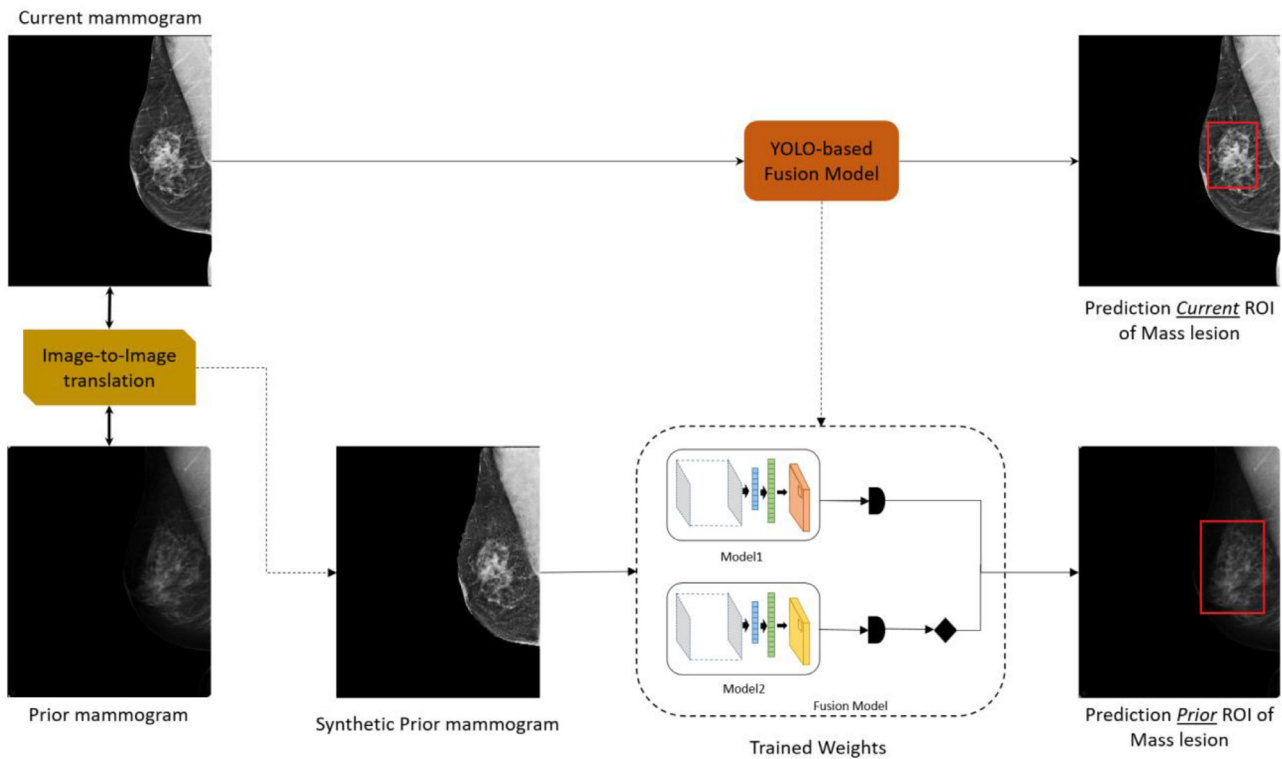 Current mammogram
YOLO-based
Fusion Model
Prediction Current ROI
of Mass lesion
Image-to-Image
translation
Model1
Model2
Fusion Model
Prior mammogram
Synthetic Prior mammogram
Trained Weights
Prediction Prior ROI of
Mass lesion